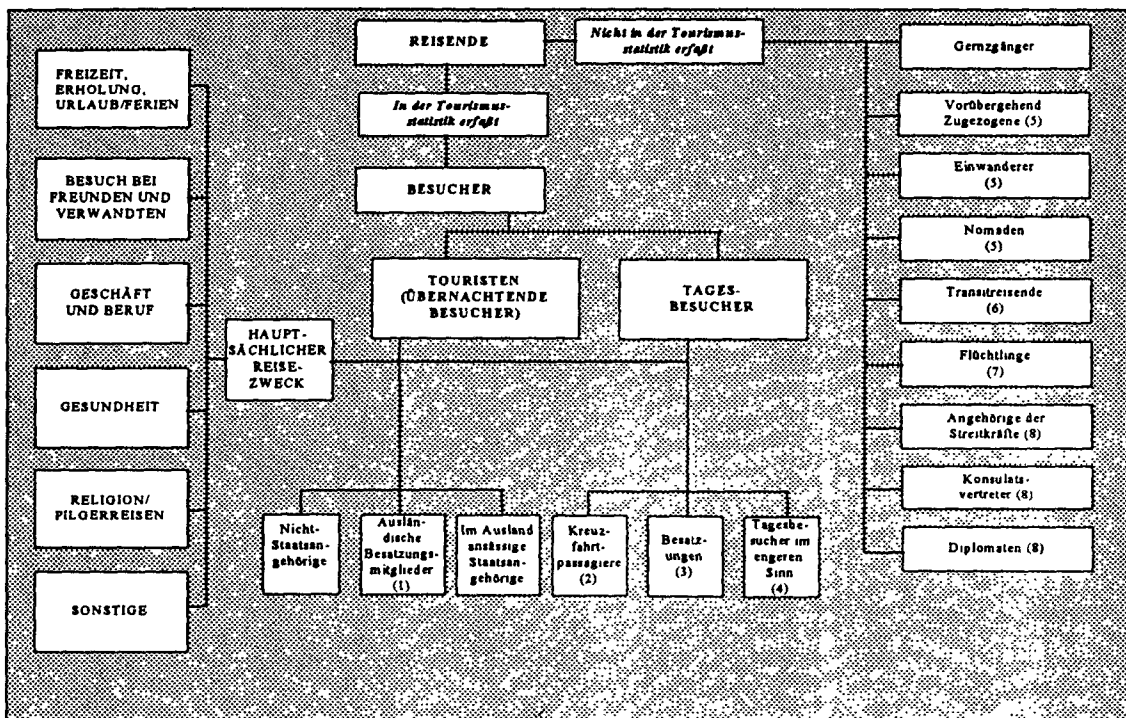 REISENDE
Nicht in der Tourismus-
statistik erfaßt
In der Tourismus-
statistik erfaßt
BESUCHER
TOURISTEN
(ÜBERNACHTENDE
BESUCHER)
TAGES-
BESUCHER
HAUPT-
SÄCHLICHER
REISE-
ZWECK
FREIZEIT,
ERHOLUNG,
URLAUB/FERIEN
BESUCH BEI
FREUNDEN UND
VERWANDTEN
GESCHÄFT
UND BERUF
GESUNDHEIT
RELIGION/
PILGERREISEN
SONSTIGE
Nicht-
Staatsan-
gehörige
Auslän-
dische
Besatzungs-
mitglieder
(1)
Im Ausland
ansässige
Staatsan-
gehörige
Kreuz-
fahrt-
passagiere
(2)
Besatz-
ungen
(3)
Tagesbe-
sucher im
engeren
Sinn
(4)
Gernzgänger
Vorübergehend
Zugezogene (5)
Einwanderer
(5)
Nomaden
(5)
Transitreisende
(6)
Flüchtlinge
(7)
Angehörige der
Streitkräfte (8)
Konsulats-
vertreter (8)
Diplomaten (8)